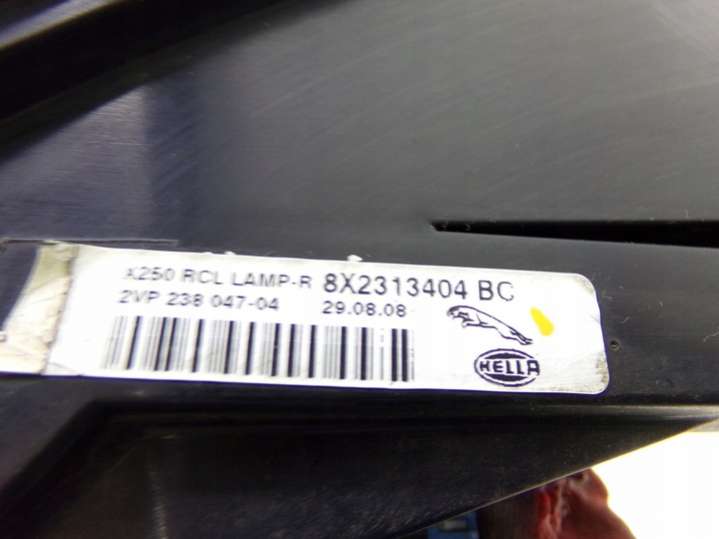 X250 RCL LAMP-R 8X2313404 BC
2VP 238 047-04 29.08.08
HELLA